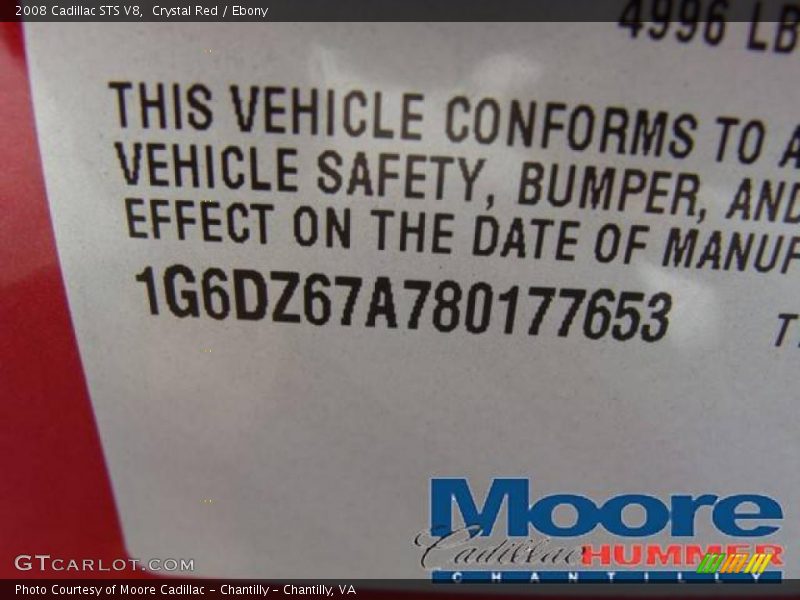 2008 Cadillac STS V8,  Crystal Red / Ebony
4996 LB
THIS VEHICLE CONFORMS TO A
VEHICLE SAFETY, BUMPER, AND
EFFECT ON THE DATE OF MANUF
1G6DZ67A780177653
Moore
Cadillac HUMMER
CHANTILLY
GTCARLOT.COM
Photo Courtesy of Moore Cadillac - Chantilly - Chantilly, VA